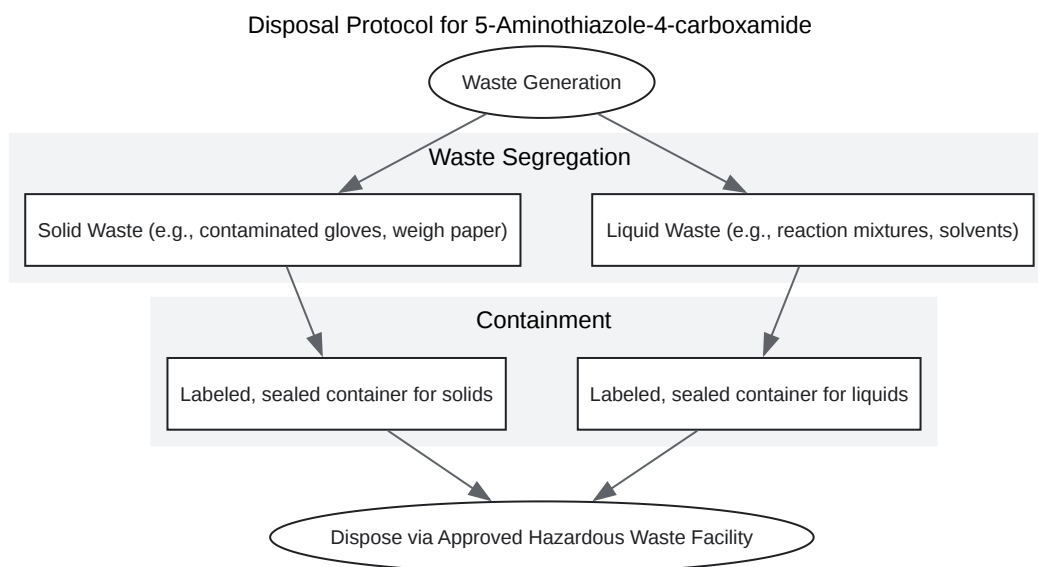 Disposal Protocol for 5-Aminothiazole-4-carboxamide
Waste Generation
Waste Segregation
Solid Waste (e.g., contaminated gloves, weigh paper)
Liquid Waste (e.g., reaction mixtures, solvents)
Containment
Labeled, sealed container for solids
Labeled, sealed container for liquids
Dispose via Approved Hazardous Waste Facility